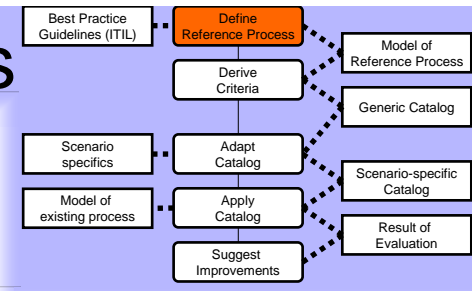 Best Practice
Guidelines (ITIL)
Define
Reference Process
Model of
Reference Process
s
Derive
Criteria
Generic Catalog
Scenario
specifics
Adapt
Catalog
Scenario-specific
Catalog
Model of
existing process
Apply
Catalog
Result of
Evaluation
Suggest
Improvements